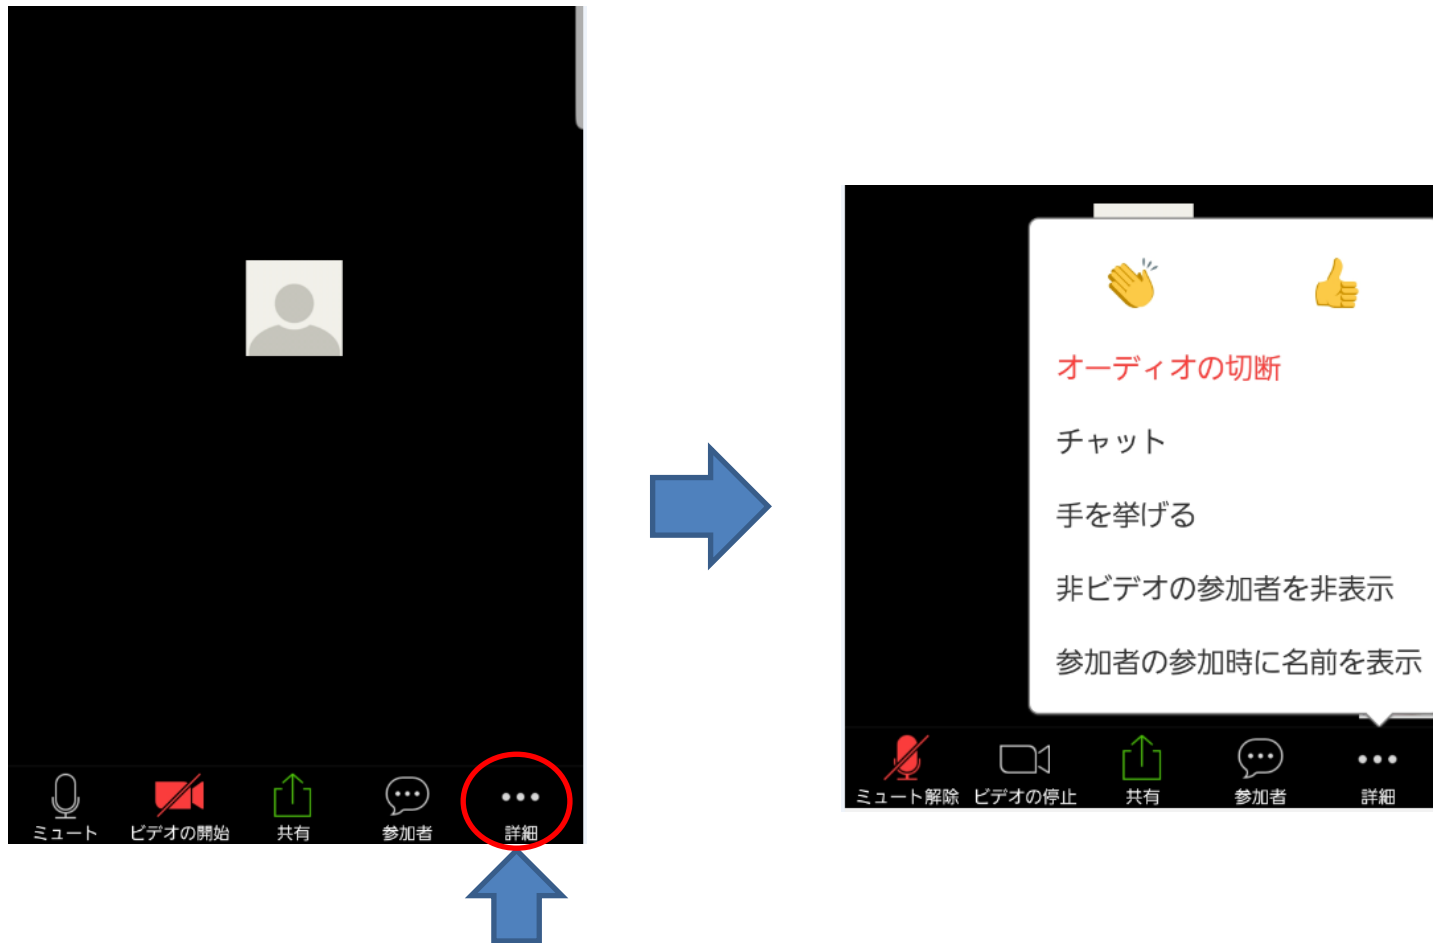 ミュート
ビデオの開始
共有
参加者
詳細
オーディオの切断
チャット
手を挙げる
非ビデオの参加者を非表示
参加者の参加時に名前を表示
ミュート解除
ビデオの停止
共有
参加者
詳細